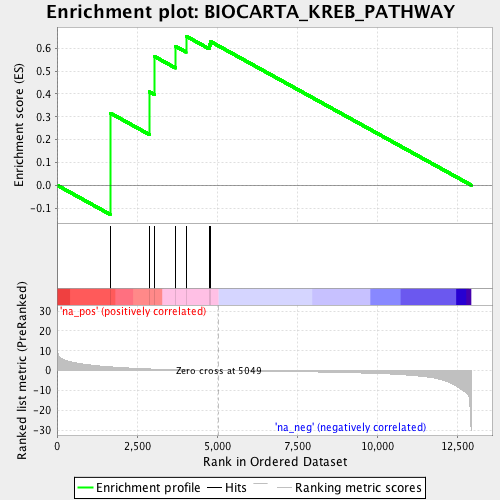 Enrichment plot: BIOCARTA_KREB_PATHWAY
Enrichment score (ES)
0.6
0.5
0.4
0.3
0.2
0.1
0.0
-0.1
'na_pos' (positively correlated)
Ranked list metric (PreRanked)
30
20
10
0
-10
-20
-30
Zero cross at 5049
'na_neg' (negatively correlated)
0
2,500
5,000
7,500
10,000
12,500
Rank in Ordered Dataset
Enrichment profile
Hits
Ranking metric scores